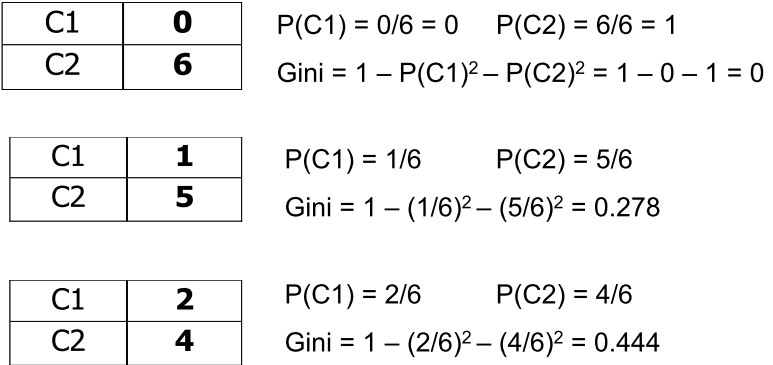 C1 0 P(C1) = 0/6 = 0 P(C2) = 6/6 = 1
C2 6 Gini = 1 – P(C1)² – P(C2)² = 1 – 0 – 1 = 0
C1 1 P(C1) = 1/6 P(C2) = 5/6
C2 5 Gini = 1 – (1/6)² – (5/6)² = 0.278
C1 2 P(C1) = 2/6 P(C2) = 4/6
C2 4 Gini = 1 – (2/6)² – (4/6)² = 0.444